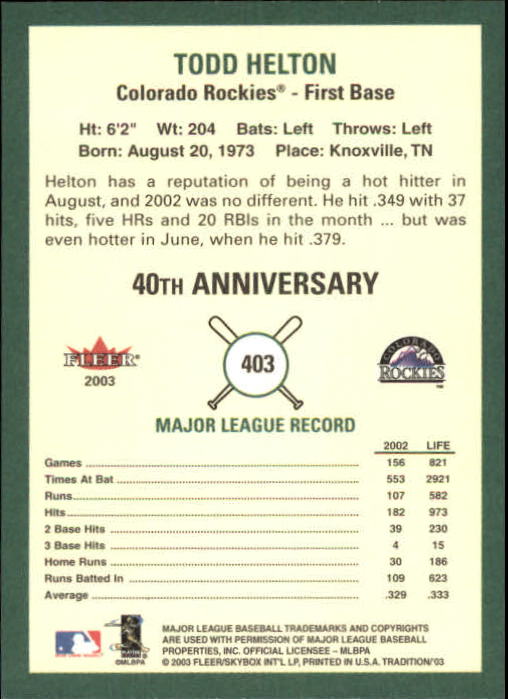 TODD HELTON
Colorado Rockies® - First Base
Ht: 6'2" Wt: 204 Bats: Left Throws: Left
Born: August 20, 1973 Place: Knoxville, TN
Helton has a reputation of being a hot hitter in
August, and 2002 was no different. He hit .349 with 37
hits, five HRs and 20 RBIs in the month ... but was
even hotter in June, when he hit .379.
40TH ANNIVERSARY
FLEER®
2003
403
COLORADO
ROCKIES
™
MAJOR LEAGUE RECORD
2002 LIFE
Games 156 821
Times At Bat 553 2921
Runs 107 582
Hits 182 973
2 Base Hits 39 230
3 Base Hits 4 15
Home Runs 30 186
Runs Batted In 109 623
Average .329 .333
©MLBPA
MAJOR LEAGUE BASEBALL TRADEMARKS AND COPYRIGHTS
ARE USED WITH PERMISSION OF MAJOR LEAGUE BASEBALL
PROPERTIES, INC. OFFICIAL LICENSEE - MLBPA
© 2003 FLEER/SKYBOX INT'L LP, PRINTED IN U.S.A. TRADITION'03